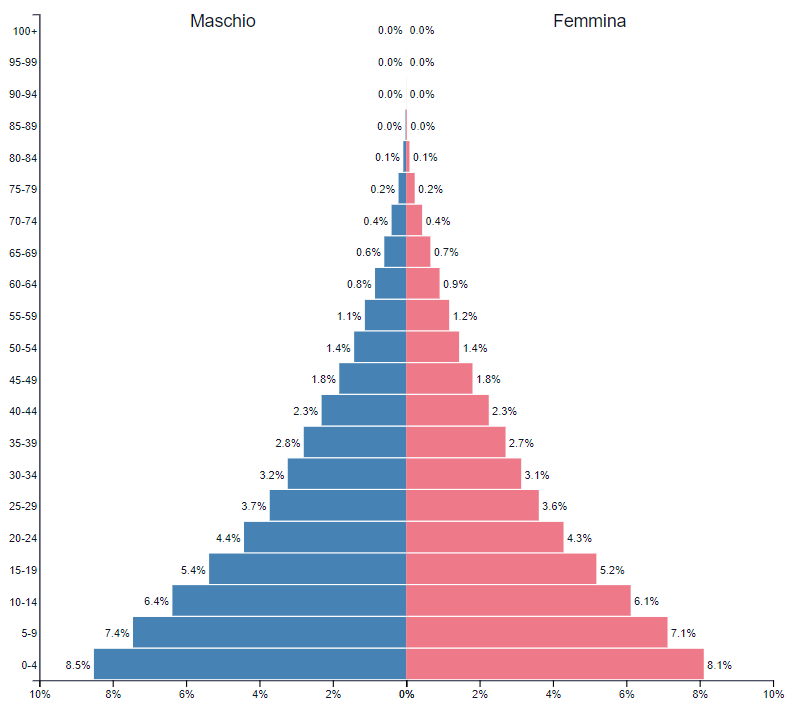 Maschio Femmina
100+ 0.0% 0.0%
95-99 0.0% 0.0%
90-94 0.0% 0.0%
85-89 0.0% 0.0%
80-84 0.1% 0.1%
75-79 0.2% 0.2%
70-74 0.4% 0.4%
65-69 0.6% 0.7%
60-64 0.8% 0.9%
55-59 1.1% 1.2%
50-54 1.4% 1.4%
45-49 1.8% 1.8%
40-44 2.3% 2.3%
35-39 2.8% 2.7%
30-34 3.2% 3.1%
25-29 3.7% 3.6%
20-24 4.4% 4.3%
15-19 5.4% 5.2%
10-14 6.4% 6.1%
5-9 7.4% 7.1%
0-4 8.5% 8.1%
10% 8% 6% 4% 2% 0% 2% 4% 6% 8% 10%